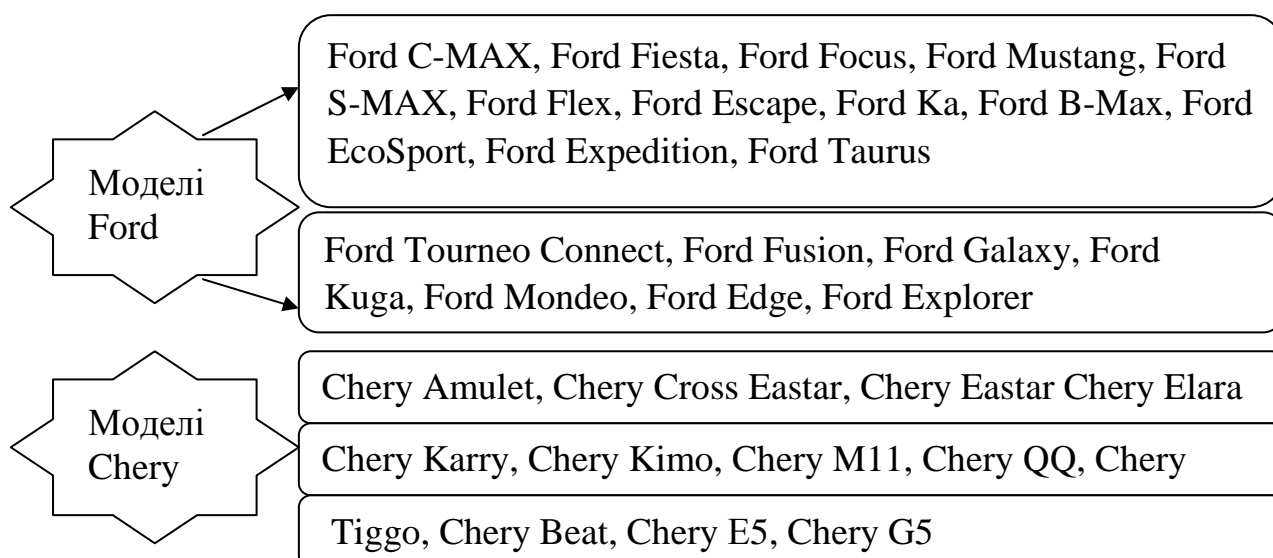 Ford C-MAX, Ford Fiesta, Ford Focus, Ford Mustang, Ford
S-MAX, Ford Flex, Ford Escape, Ford Ka, Ford B-Max, Ford
EcoSport, Ford Expedition, Ford Taurus
Моделі
Ford
Ford Tourneo Connect, Ford Fusion, Ford Galaxy, Ford
Kuga, Ford Mondeo, Ford Edge, Ford Explorer
Chery Amulet, Chery Cross Eastar, Chery Eastar Chery Elara
Моделі
Chery
Chery Karry, Chery Kimo, Chery M11, Chery QQ, Chery
Tiggo, Chery Beat, Chery E5, Chery G5